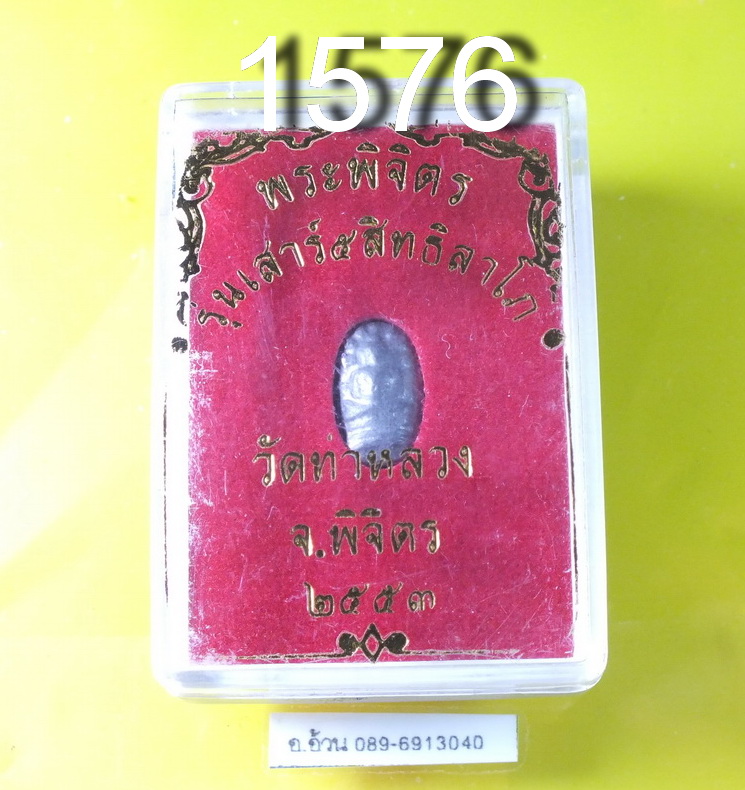 1576
พระพิจิตร
รุ่นเสาร์๕สิทธิลาโภ
วัดท่าหลวง
จ.พิจิตร
๒๕๕๓
อ.อ้วน 089-6913040